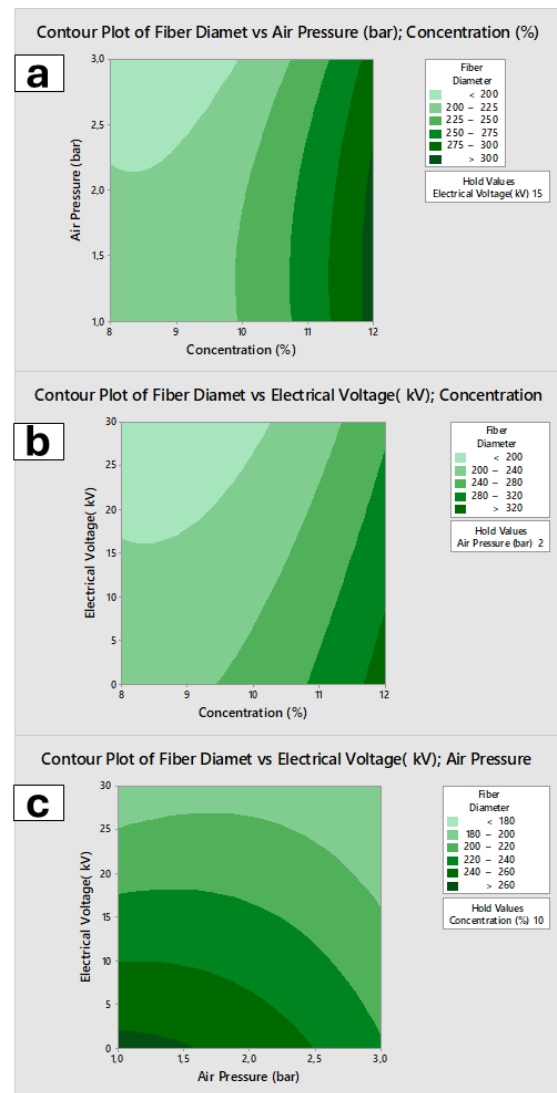 Contour Plot of Fiber Diamet vs Air Pressure (bar); Concentration (%)
a
3,0
2,5
2,0
1,5
1,0
Air Pressure (bar)
8 9 10 11 12
Concentration (%)
Fiber
Diameter
< 200
200 – 225
225 – 250
250 – 275
275 – 300
> 300
Hold Values
Electrical Voltage( kV) 15
Contour Plot of Fiber Diamet vs Electrical Voltage( kV); Concentration
b
30
25
20
15
10
5
0
Electrical Voltage( kV)
8 9 10 11 12
Concentration (%)
Fiber
Diameter
< 200
200 – 240
240 – 280
280 – 320
> 320
Hold Values
Air Pressure (bar) 2
Contour Plot of Fiber Diamet vs Electrical Voltage( kV); Air Pressure
c
30
25
20
15
10
5
0
Electrical Voltage( kV)
1,0 1,5 2,0 2,5 3,0
Air Pressure (bar)
Fiber
Diameter
< 180
180 – 200
200 – 220
220 – 240
240 – 260
> 260
Hold Values
Concentration (%) 10